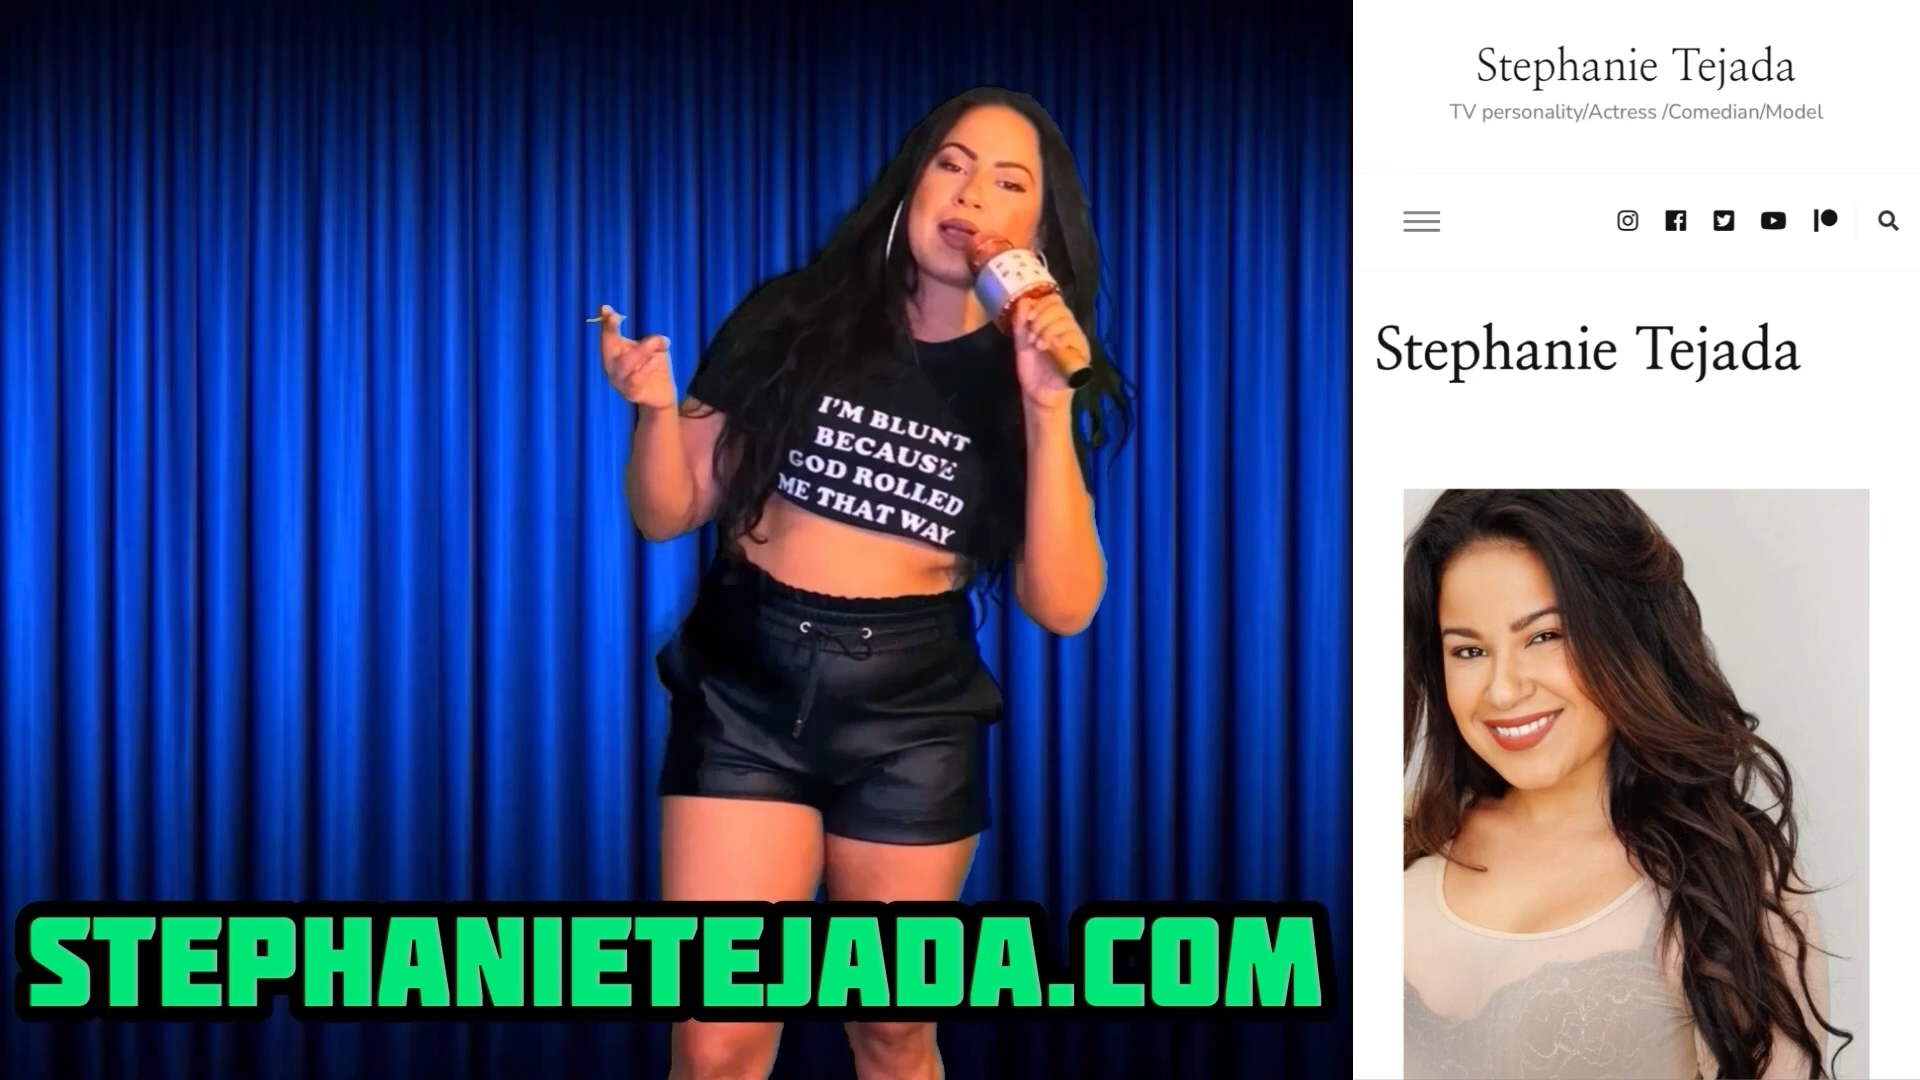 I'M BLUNT
BECAUSE
GOD ROLLED
ME THAT WAY
STEPHANIETEJADA.COM
Stephanie Tejada
TV personality/Actress /Comedian/Model
Stephanie Tejada